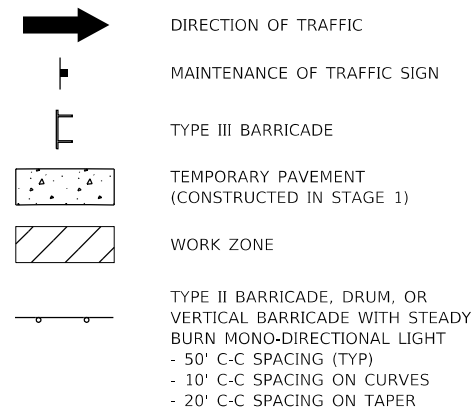 DIRECTION OF TRAFFIC
MAINTENANCE OF TRAFFIC SIGN
TYPE III BARRICADE
TEMPORARY PAVEMENT
(CONSTRUCTED IN STAGE 1)
WORK ZONE
TYPE II BARRICADE, DRUM, OR
VERTICAL BARRICADE WITH STEADY
BURN MONO-DIRECTIONAL LIGHT
- 50' C-C SPACING (TYP)
- 10' C-C SPACING ON CURVES
- 20' C-C SPACING ON TAPER